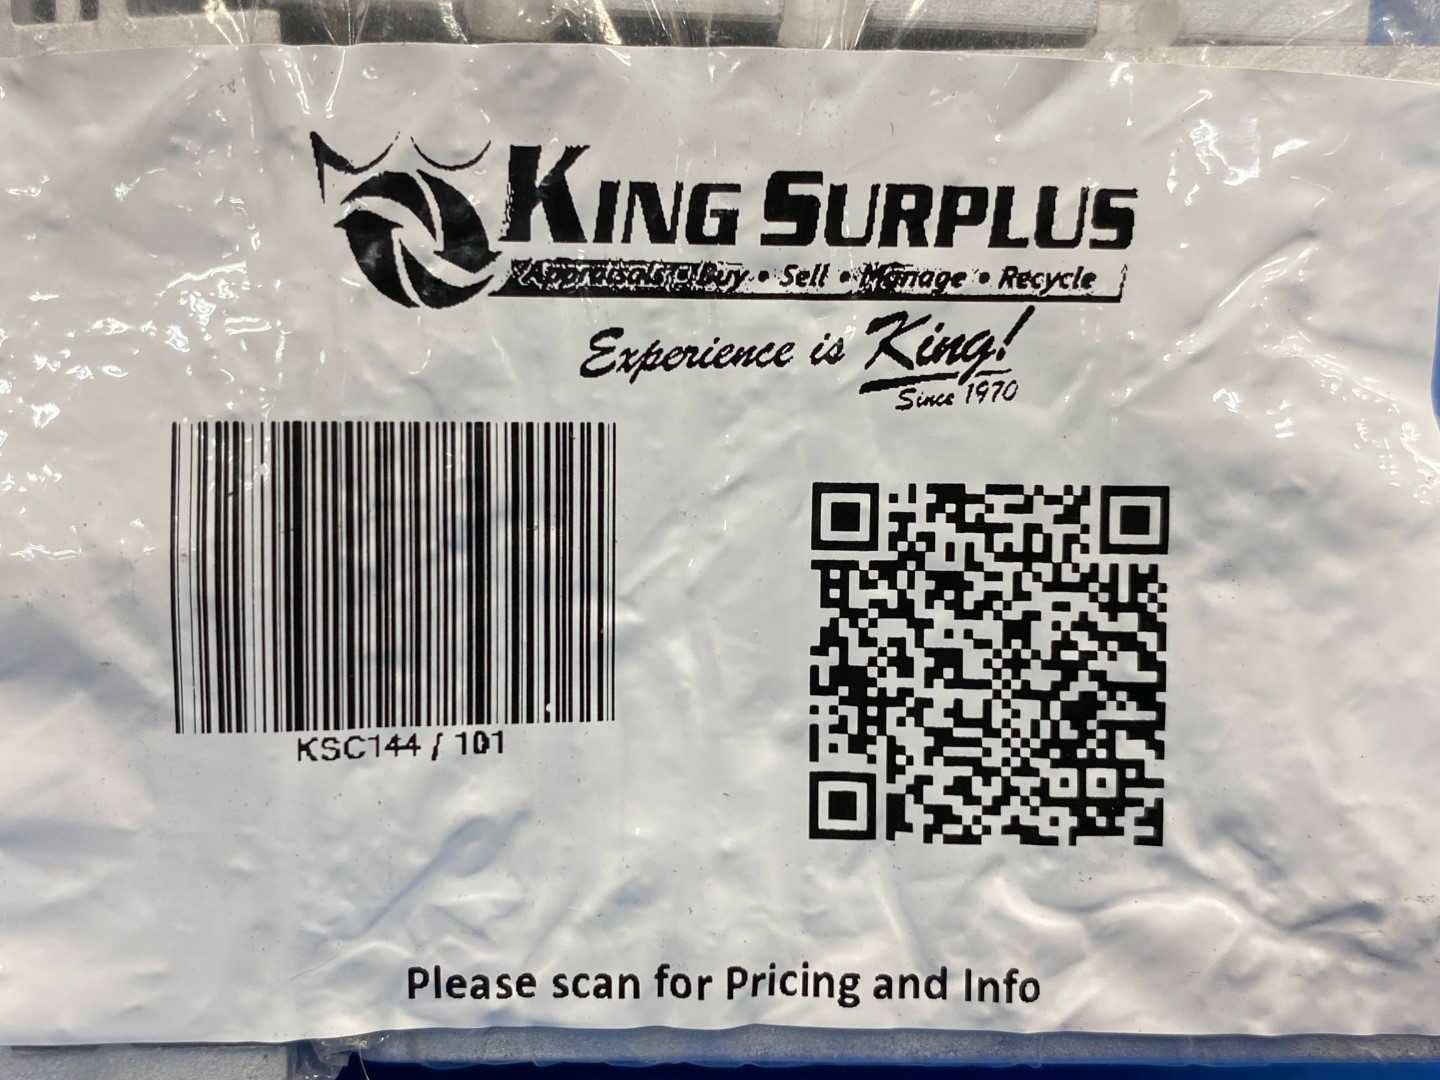 KING SURPLUS
Appraisals • Buy • Sell • Manage • Recycle
Experience is King!
Since 1970
KSC144 / 101
Please scan for Pricing and Info